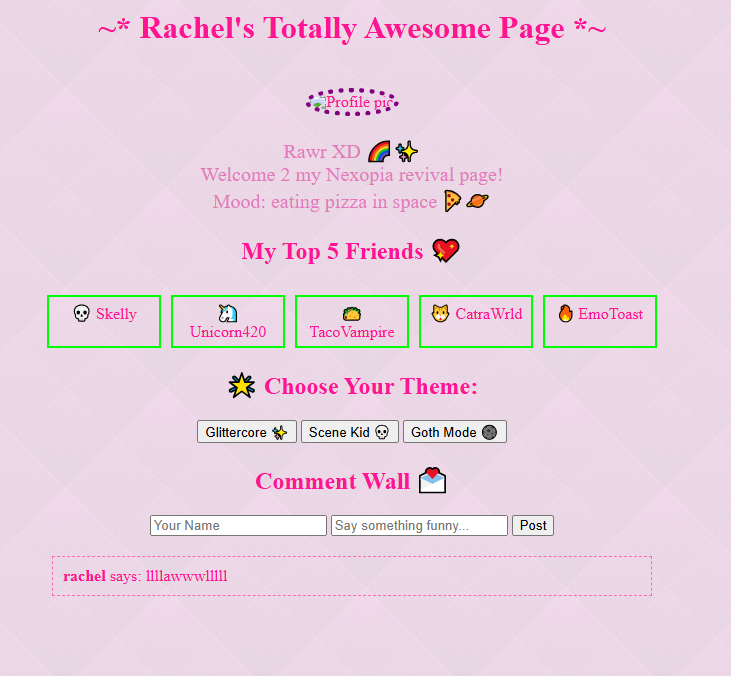 ~* Rachel's Totally Awesome Page *~
Profile pic
Rawr XD 🌈✨
Welcome 2 my Nexopia revival page!
Mood: eating pizza in space 🍕🪐
My Top 5 Friends 💖
💀 Skelly
🦄 Unicorn420
🌮 TacoVampire
🐱 CatraWrld
🔥 EmoToast
🌟 Choose Your Theme:
Glittercore ✨ Scene Kid 💀 Goth Mode 🌑
Comment Wall 💌
Your Name Say something funny... Post
rachel says: llllawwwlllll